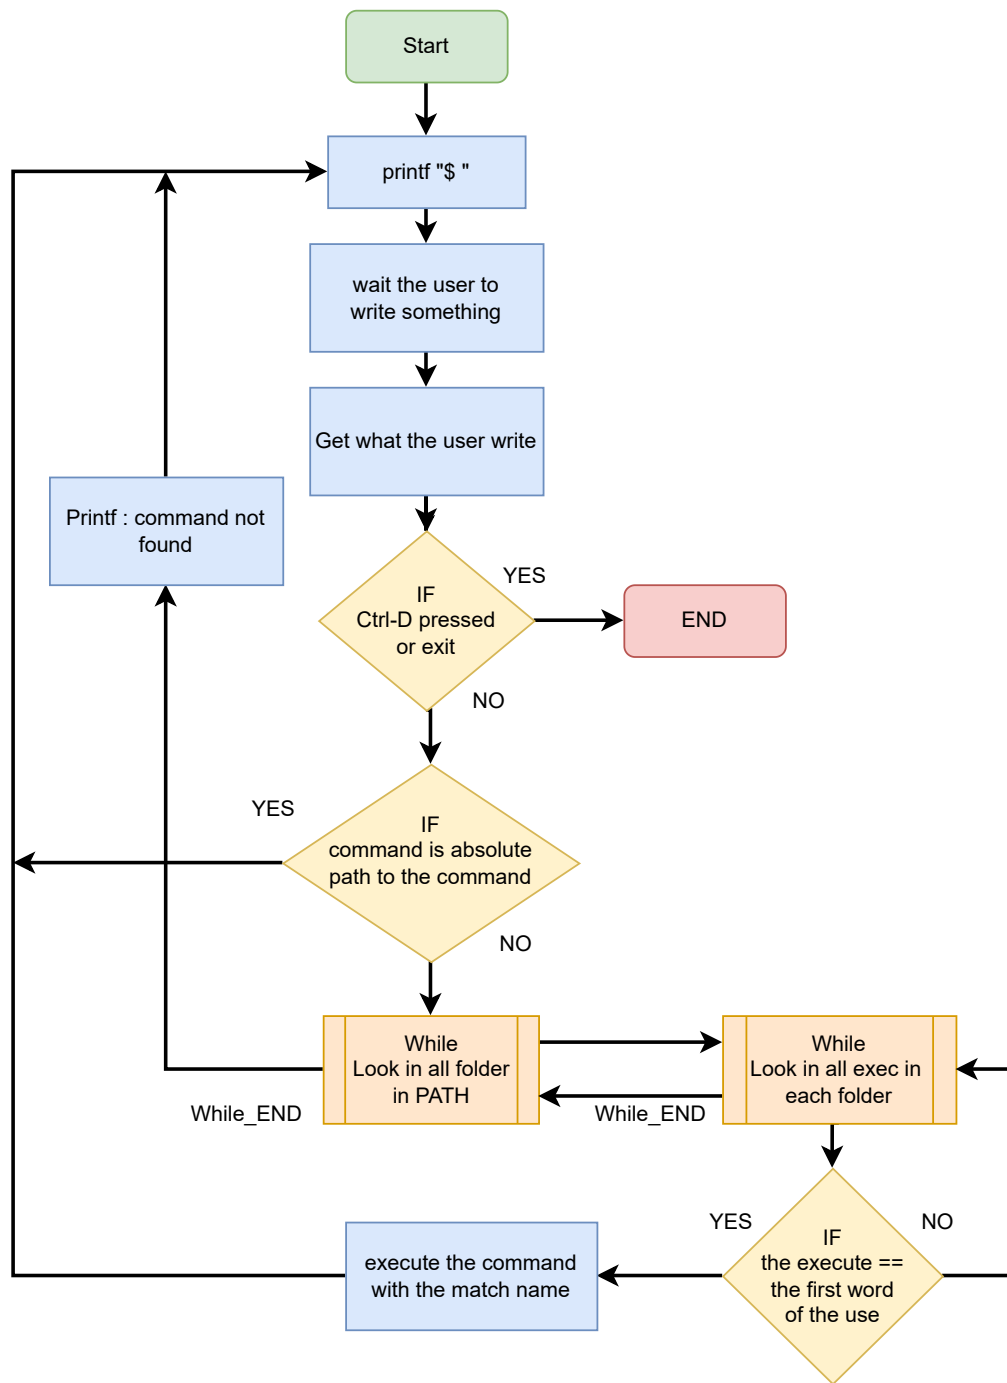 Start
printf "$ "
wait the user to
write something
Get what the user write
Printf : command not
found
IF
Ctrl-D pressed
or exit
YES
END
NO
YES
IF
command is absolute
path to the command
NO
While
Look in all folder
in PATH
While
Look in all exec in
each folder
While_END
While_END
YES
NO
IF
the execute ==
the first word
of the use
execute the command
with the match name